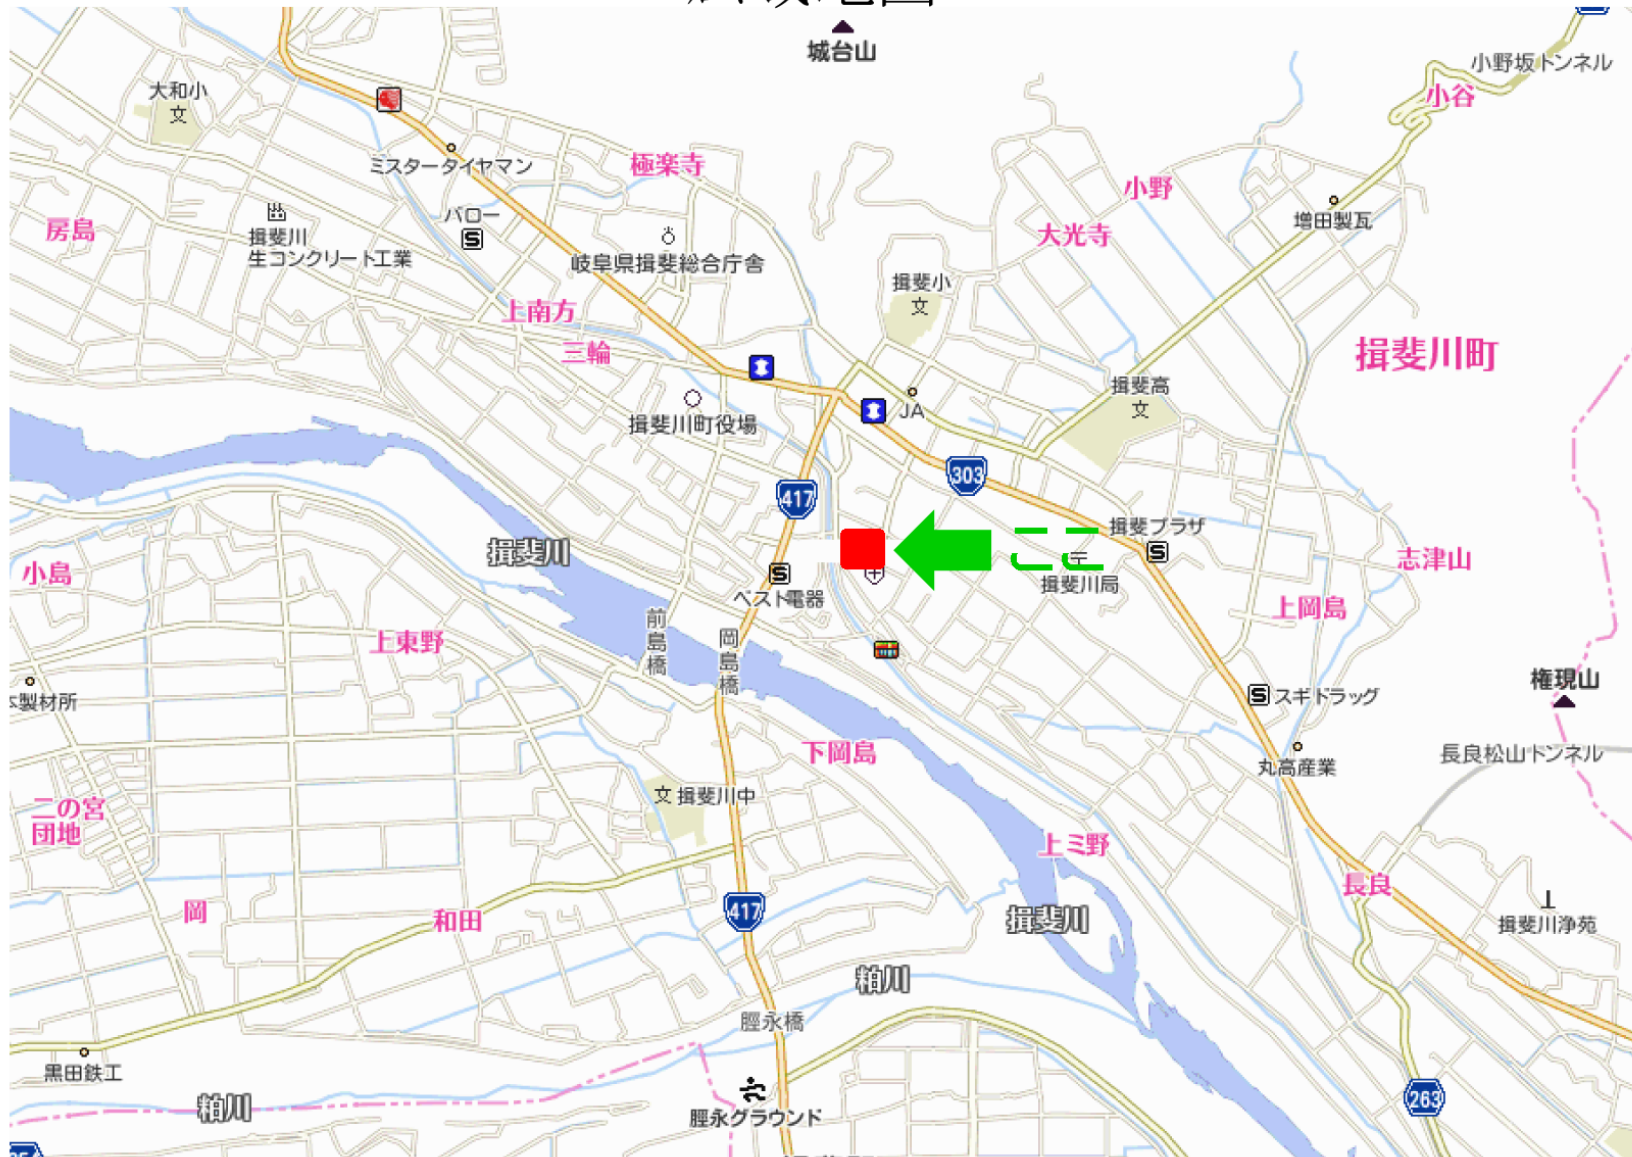 城台山
小野坂トンネル
小谷
大和小
文
ミスタータイヤマン
極楽寺
小野
バロー
S
増田製瓦
房島
揖斐川
生コンクリート工業
大光寺
岐阜県揖斐総合庁舎
揖斐小
文
上南方
三輪
揖斐川町
揖斐高
文
JA
揖斐川町役場
303
417
揖斐プラザ
S
ここ
揖斐川
志津山
小島
S
ベスト電器
〒
揖斐川局
上岡島
前島橋
岡島橋
上東野
権現山
製材所
S スギドラッグ
下岡島
長良松山トンネル
丸高産業
二の宮
団地
文 揖斐川中
上ミ野
長良
岡
和田
417
揖斐川
揖斐川浄苑
粕川
脛永橋
黒田鉄工
粕川
脛永グラウンド
263